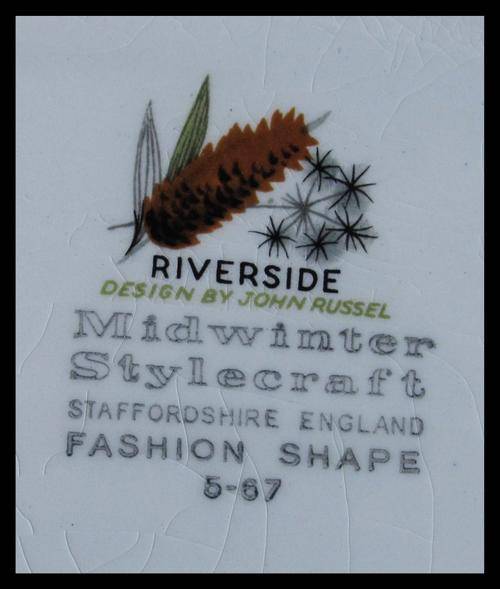 RIVERSIDE
DESIGN BY JOHN RUSSEL
Midwinter
Stylecraft
STAFFORDSHIRE ENGLAND
FASHION SHAPE
5-67